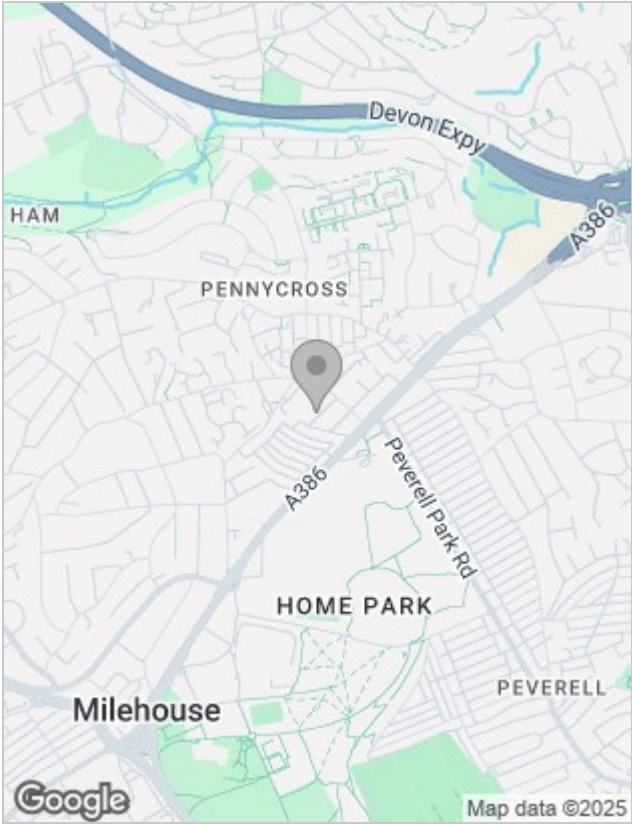 Devon Expy
HAM
A386
PENNYCROSS
A386
Peverell Park Rd
HOME PARK
PEVERELL
Milehouse
Google
Map data ©2025